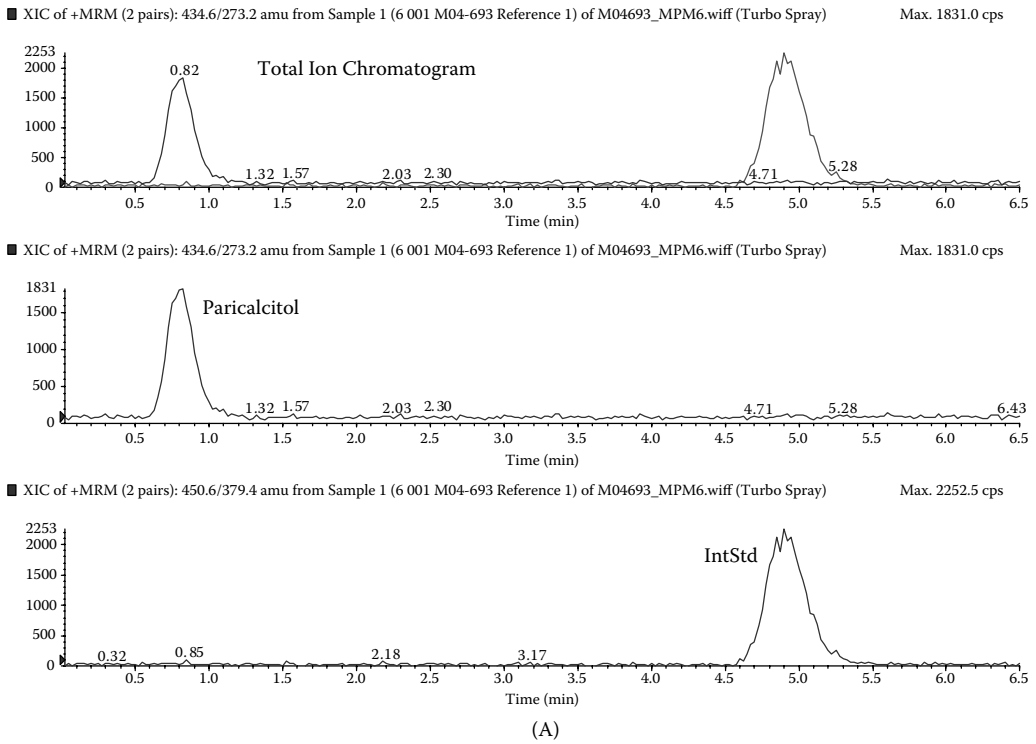 XIC of +MRM (2 pairs): 434.6/273.2 amu from Sample 1 (6 001 M04-693 Reference 1) of M04693_MPM6.wiff (Turbo Spray) Max. 1831.0 cps
2253
2000
1500
1000
500
0
0.82
Total Ion Chromatogram
1.32 1.57 2.03 2.30 4.71 5.28
0.5 1.0 1.5 2.0 2.5 3.0 3.5 4.0 4.5 5.0 5.5 6.0 6.5
Time (min)
XIC of +MRM (2 pairs): 434.6/273.2 amu from Sample 1 (6 001 M04-693 Reference 1) of M04693_MPM6.wiff (Turbo Spray) Max. 1831.0 cps
1831
1500
1000
500
0
Paricalcitol
1.32 1.57 2.03 2.30 4.71 5.28 6.43
0.5 1.0 1.5 2.0 2.5 3.0 3.5 4.0 4.5 5.0 5.5 6.0 6.5
Time (min)
XIC of +MRM (2 pairs): 450.6/379.4 amu from Sample 1 (6 001 M04-693 Reference 1) of M04693_MPM6.wiff (Turbo Spray) Max. 2252.5 cps
2253
2000
1500
1000
500
0
IntStd
0.32 0.85 2.18 3.17
0.5 1.0 1.5 2.0 2.5 3.0 3.5 4.0 4.5 5.0 5.5 6.0 6.5
Time (min)
(A)